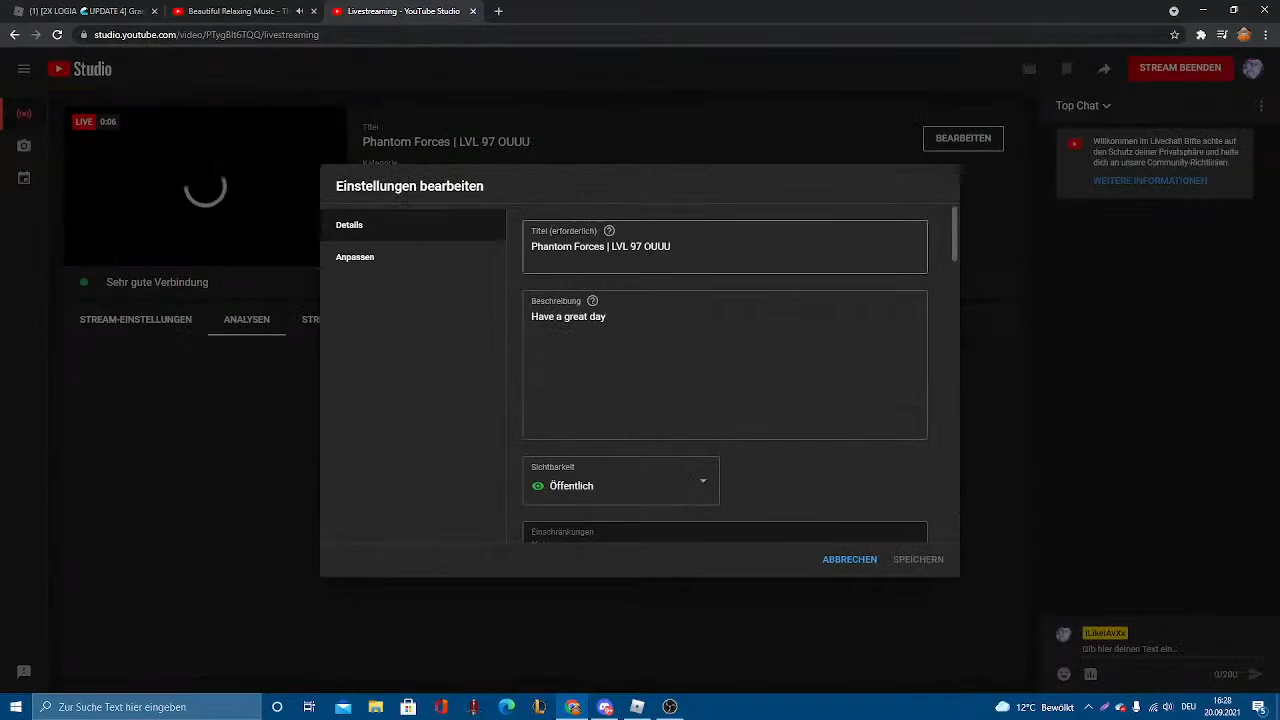 (1) [2X LOGIA UPDATE 4] Gran
Beautiful Relaxing Music - Th
Livestreaming - YouTube Studio
studio.youtube.com/video/PTygBlt6TQQ/livestreaming
Studio
STREAM BEENDEN
LIVE 0:06
Titel
Phantom Forces | LVL 97 OUUU
Kategorie
BEARBEITEN
Top Chat
Willkommen im Livechat! Bitte achte auf
den Schutz deiner Privatsphäre und halte
dich an unsere Community-Richtlinien.
WEITERE INFORMATIONEN
Einstellungen bearbeiten
Details
Anpassen
Titel (erforderlich)
Phantom Forces | LVL 97 OUUU
Beschreibung
Have a great day
Sehr gute Verbindung
STREAM-EINSTELLUNGEN
ANALYSEN
STR
Sichtbarkeit
Öffentlich
Einschränkungen
ABBRECHEN
SPEICHERN
iLikeiAvXx
Gib hier deinen Text ein...
0/200
Zur Suche Text hier eingeben
12°C Bewölkt
DEU
16:28
20.09.2021